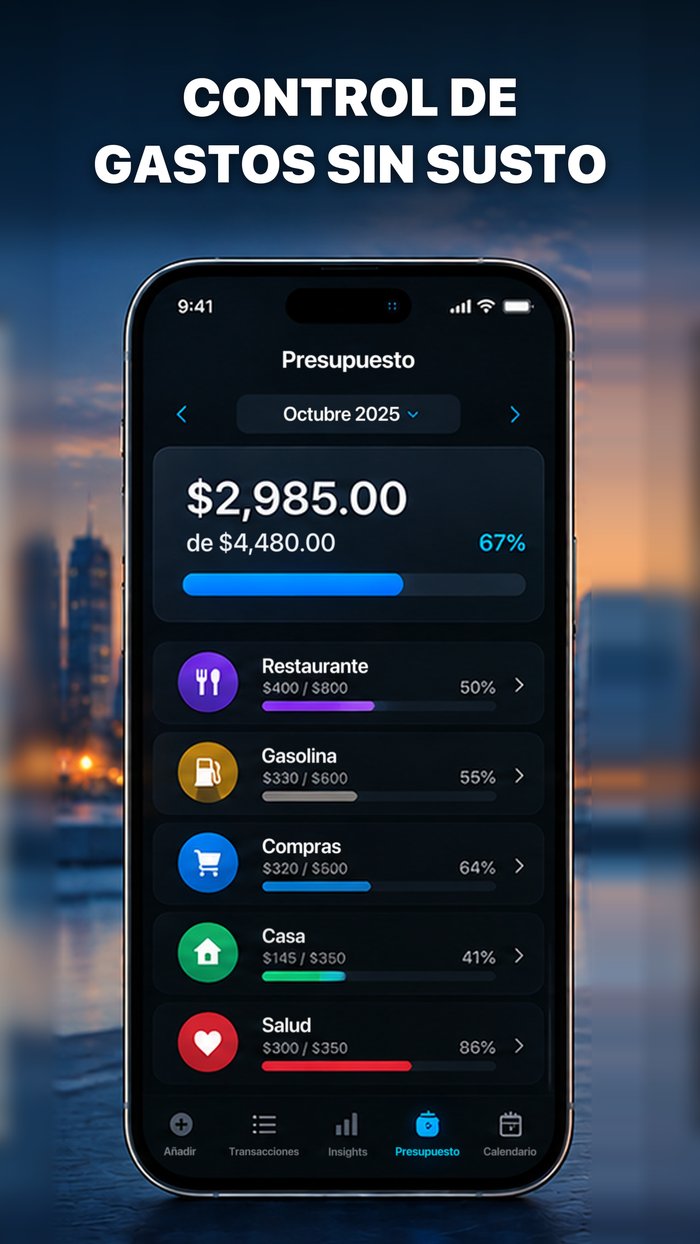 CONTROL DE
GASTOS SIN SUSTO
9:41
Presupuesto
Octubre 2025
$2,985.00
de $4,480.00
67%
Restaurante
$400 / $800
50%
Gasolina
$330 / $600
55%
Compras
$320 / $600
64%
Casa
$145 / $350
41%
Salud
$300 / $350
86%
Añadir
Transacciones
Insights
Presupuesto
Calendario